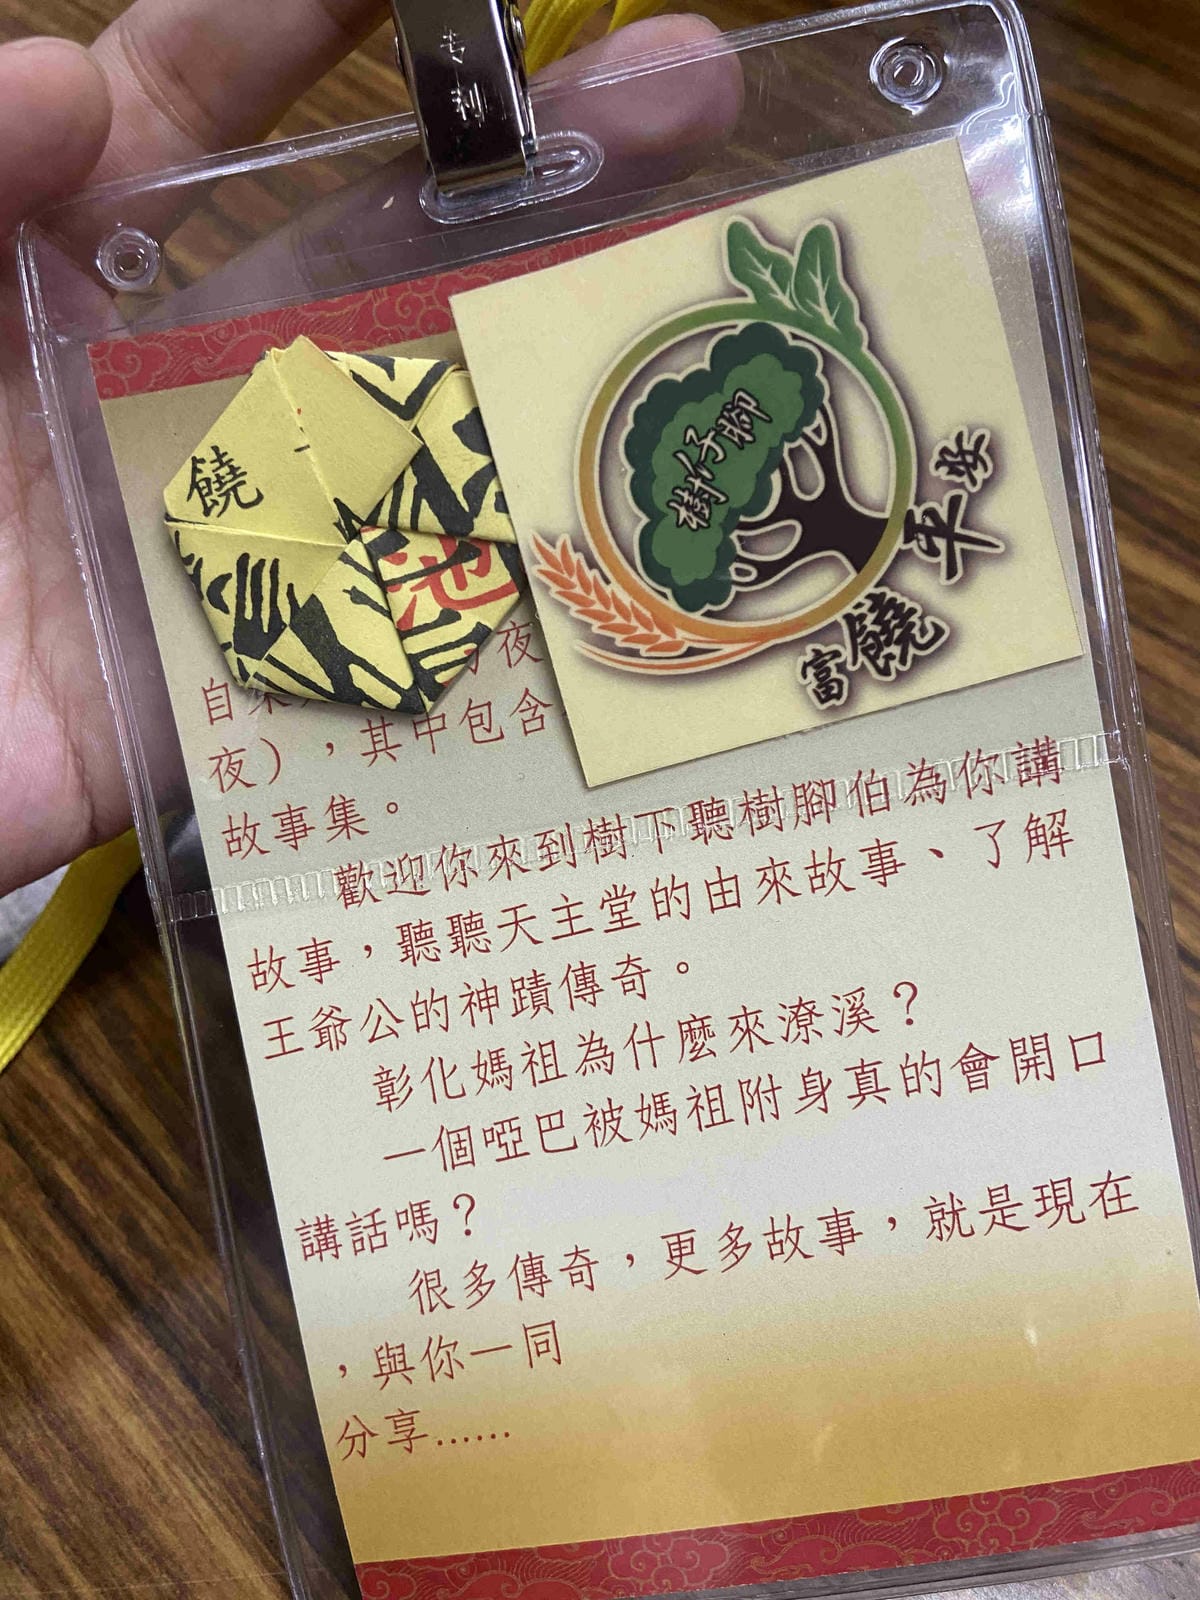 专利
樹仔腳
平安
富饒
饒
池
夜
自
夜），其中包含
故事集。
歡迎你來到樹下聽樹腳伯為你講
故事，聽聽天主堂的由來故事、了解
王爺公的神蹟傳奇。
彰化媽祖為什麼來潦溪？
一個啞巴被媽祖附身真的會開口
講話嗎？
很多傳奇，更多故事，就是現在
，與你一同
分享......